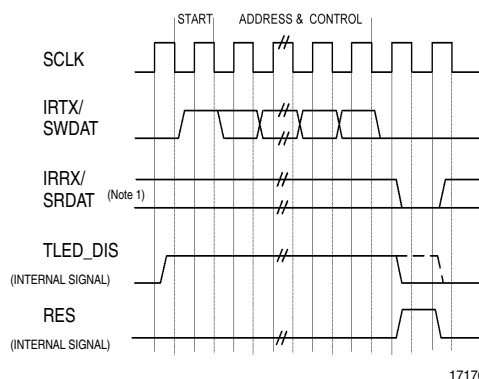 START ADDRESS & CONTROL
SCLK
IRTX/
SWDAT
IRRX/
SRDAT (Note 1)
TLED_DIS
(INTERNAL SIGNAL)
RES
(INTERNAL SIGNAL)